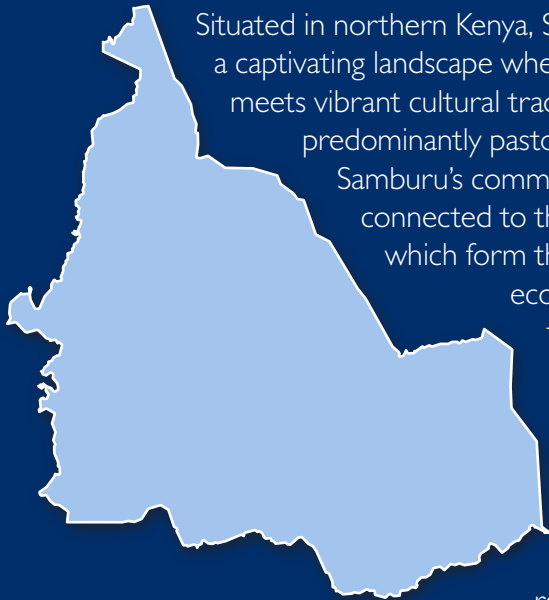 Situated in northern Kenya, S
a captivating landscape whe
meets vibrant cultural trad
predominantly pasto
Samburu's comm
connected to th
which form th
eco